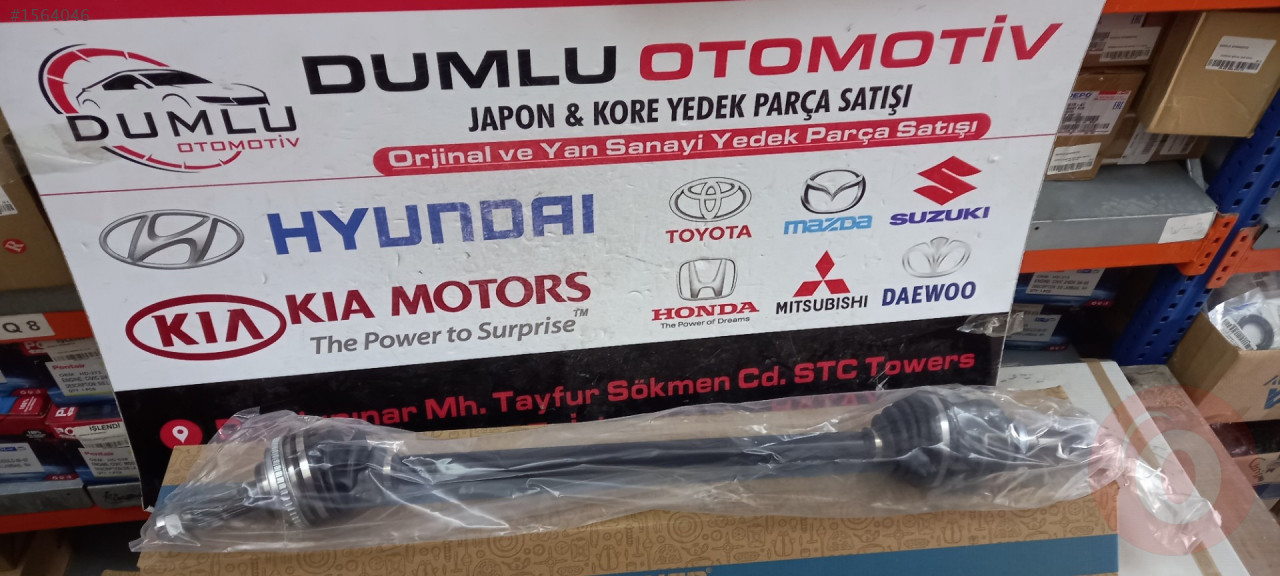 #1564046
DUMLU OTOMOTİV
DUMLU
OTOMOTİV
JAPON & KORE YEDEK PARÇA SATIŞI
Orjinal ve Yan Sanayi Yedek Parça Satışı
HYUNDAI
TOYOTA
mazda
SUZUKI
KIA
KIA MOTORS
The Power to Surprise™
HONDA
The Power of Dreams
MITSUBISHI
DAEWOO
Mh. Tayfur Sökmen Cd. STC Towers
Q 8
İŞLENDİ